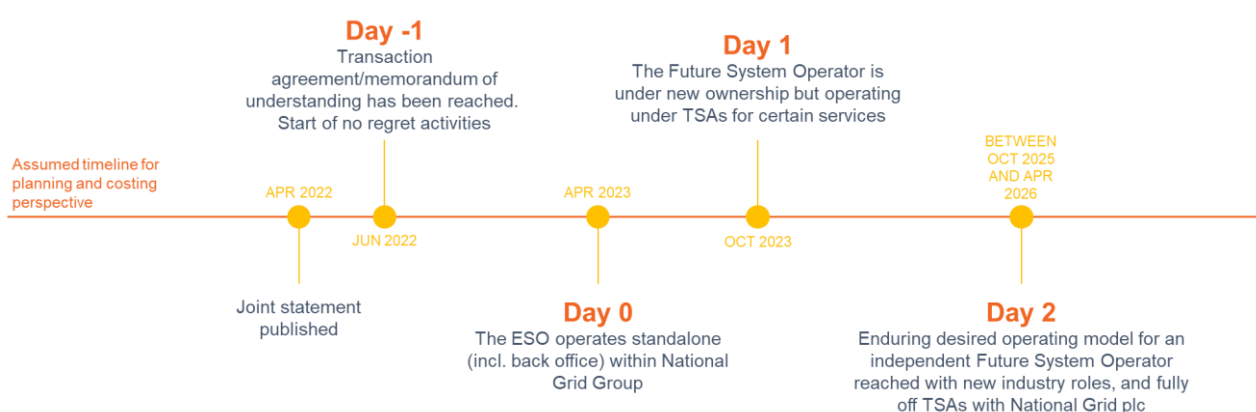 Day -1
Transaction
agreement/memorandum of
understanding has been reached.
Start of no regret activities
Day 1
The Future System Operator is
under new ownership but operating
under TSAs for certain services
Assumed timeline for
planning and costing
perspective
APR 2022
JUN 2022
APR 2023
OCT 2023
BETWEEN
OCT 2025
AND APR
2026
Joint statement
published
Day 0
The ESO operates standalone
(incl. back office) within National
Grid Group
Day 2
Enduring desired operating model for an
independent Future System Operator
reached with new industry roles, and fully
off TSAs with National Grid plc